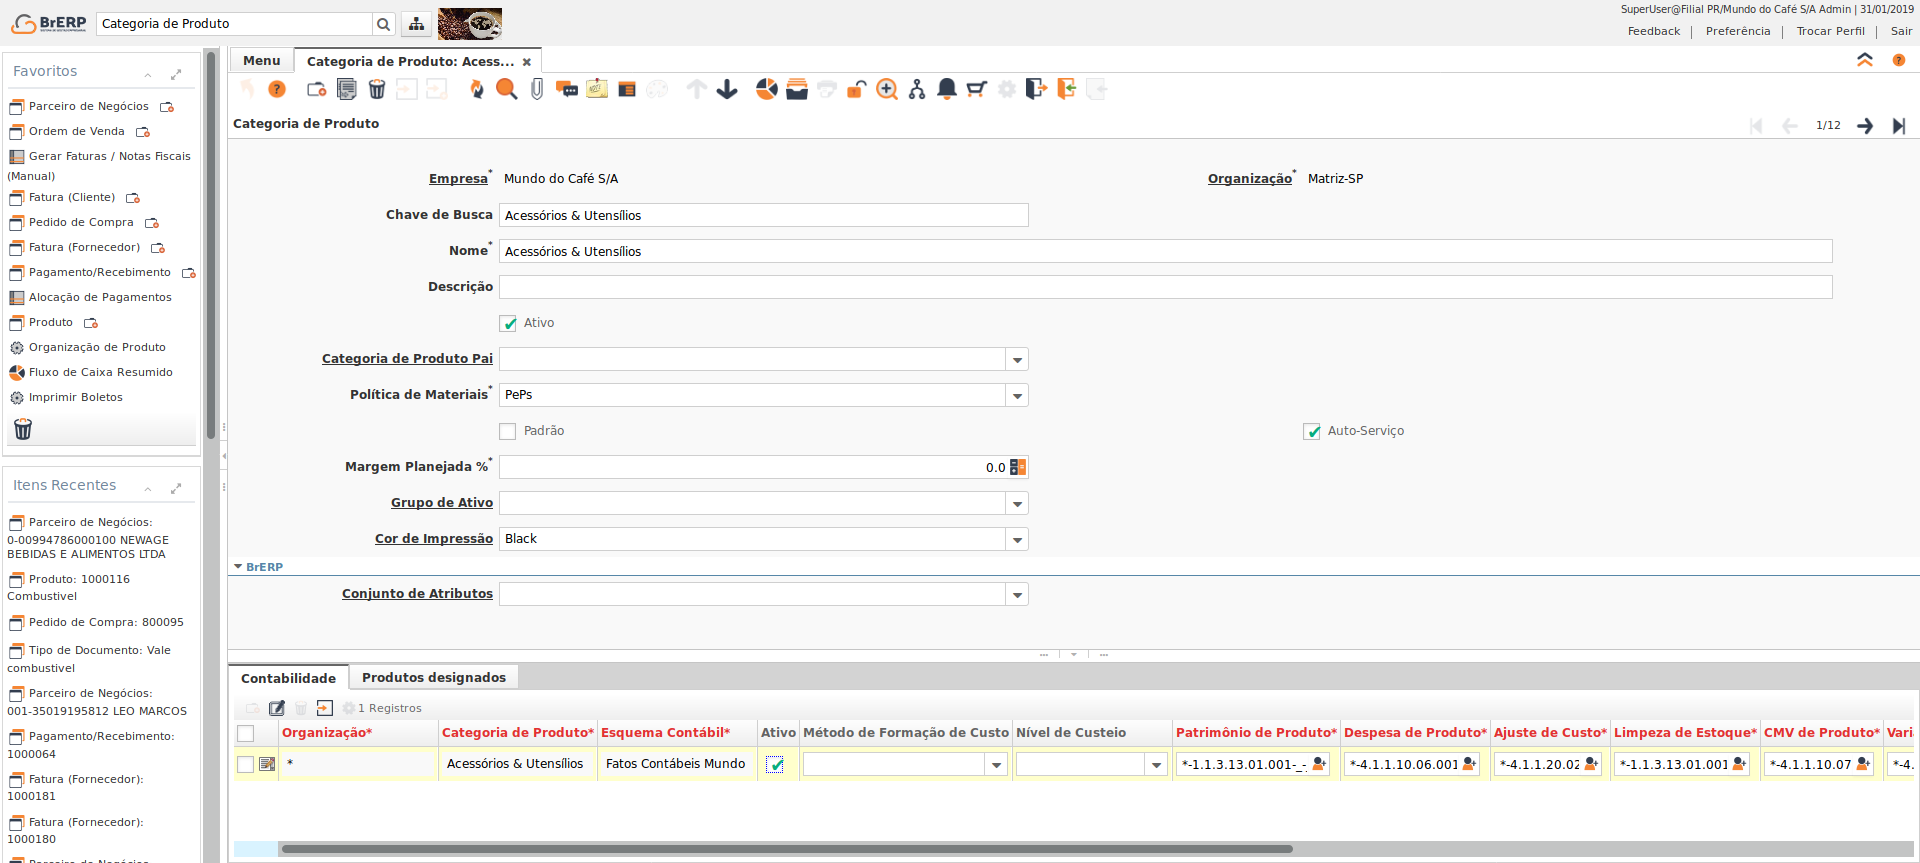 BrERP
Categoria de Produto
SuperUser@Filial PR/Mundo do Café S/A Admin | 31/01/2019
Feedback | Preferência | Trocar Perfil | Sair
Favoritos
Parceiro de Negócios
Ordem de Venda
Gerar Faturas / Notas Fiscais
(Manual)
Fatura (Cliente)
Pedido de Compra
Fatura (Fornecedor)
Pagamento/Recebimento
Alocação de Pagamentos
Produto
Organização de Produto
Fluxo de Caixa Resumido
Imprimir Boletos
Itens Recentes
Parceiro de Negócios:
0-00994786000100 NEWAGE
BEBIDAS E ALIMENTOS LTDA
Produto: 1000116
Combustivel
Pedido de Compra: 800095
Tipo de Documento: Vale
combustivel
Parceiro de Negócios:
001-35019195812 LEO MARCOS
Pagamento/Recebimento:
1000064
Fatura (Fornecedor):
1000181
Fatura (Fornecedor):
1000180
Menu
Categoria de Produto: Acess...
Categoria de Produto
1/12
Empresa* Mundo do Café S/A
Organização* Matriz-SP
Chave de Busca Acessórios & Utensílios
Nome* Acessórios & Utensílios
Descrição
Ativo
Categoria de Produto Pai
Política de Materiais* PePs
Padrão
Auto-Serviço
Margem Planejada %* 0.0
Grupo de Ativo
Cor de Impressão Black
BrERP
Conjunto de Atributos
Contabilidade
Produtos designados
1 Registros
Organização* Categoria de Produto* Esquema Contábil* Ativo Método de Formação de Custo Nível de Custeio Patrimônio de Produto* Despesa de Produto* Ajuste de Custo* Limpeza de Estoque* CMV de Produto* Vari
* Acessórios & Utensílios Fatos Contábeis Mundo *-1.1.3.13.01.001-_- *-4.1.1.10.06.001 *-4.1.1.20.02 *-1.1.3.13.01.001 *-4.1.1.10.07 *-4.